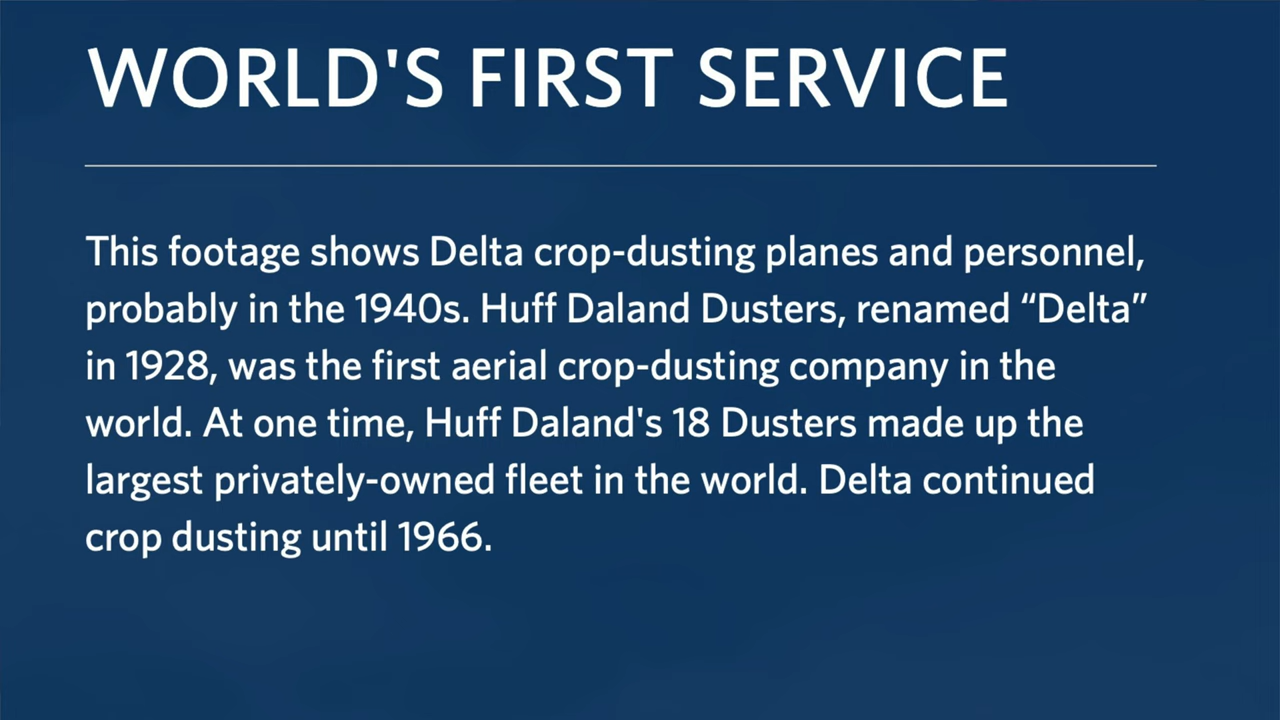 WORLD'S FIRST SERVICE
This footage shows Delta crop-dusting planes and personnel,
probably in the 1940s. Huff Daland Dusters, renamed “Delta”
in 1928, was the first aerial crop-dusting company in the
world. At one time, Huff Daland's 18 Dusters made up the
largest privately-owned fleet in the world. Delta continued
crop dusting until 1966.